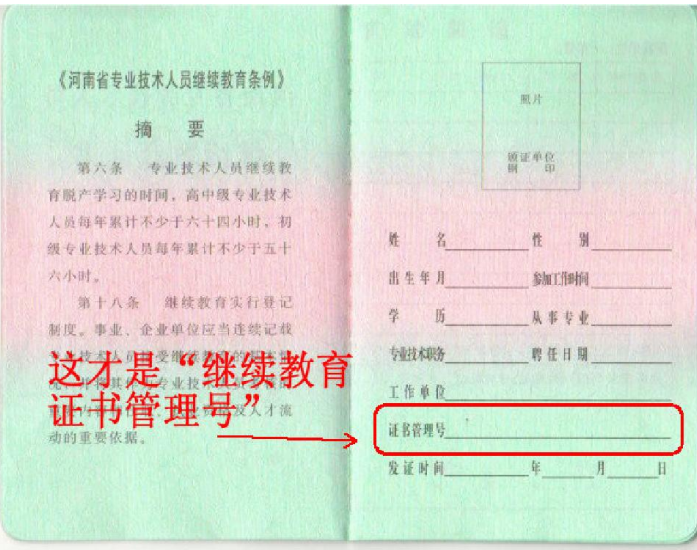 《河南省专业技术人员继续教育条例》
摘 要
第六条 专业技术人员继续教
育脱产学习的时间，高中级专业技术
人员每年累计不少于六十四小时，初
级专业技术人员每年累计不少于五十
六小时。
第十八条 继续教育实行登记
制度。事业、企业单位应当连续记载
这才是“继续教育
证书管理号”
动的重要依据。
照片
颁证单位
钢 印
姓 名 性 别
出生年月 参加工作时间
学 历 从事专业
专业技术职务 聘任日期
工作单位
证书管理号
发证时间 年 月 日